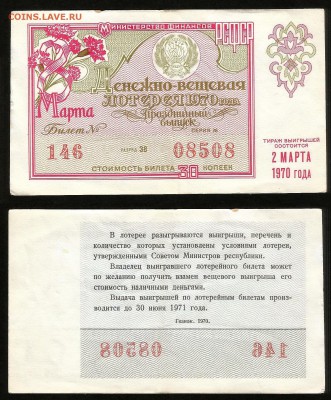 COINS.LAVE.RU
МИНИСТЕРСТВО ФИНАНСОВ РСФСР
Денежно-вещевая
ЛОТЕРЕЯ 1970 года
8 Марта
Праздничный
выпуск
Билет № СЕРИЯ №
146 РАЗРЯД 38 08508
СТОИМОСТЬ БИЛЕТА 30 КОПЕЕК
ТИРАЖ ВЫИГРЫШЕЙ
СОСТОИТСЯ
2 МАРТА
1970 ГОДА
В лотерее разыгрываются выигрыши, перечень и
количество которых установлены условиями лотереи,
утвержденными Советом Министров республики.
Владелец выигравшего лотерейного билета может
по желанию получить взамен вещевого выигрыша его
стоимость наличными деньгами.
Выдача выигрышей по лотерейным билетам произ-
водится до 30 июня 1971 года.
Гознак. 1970.
08508 146